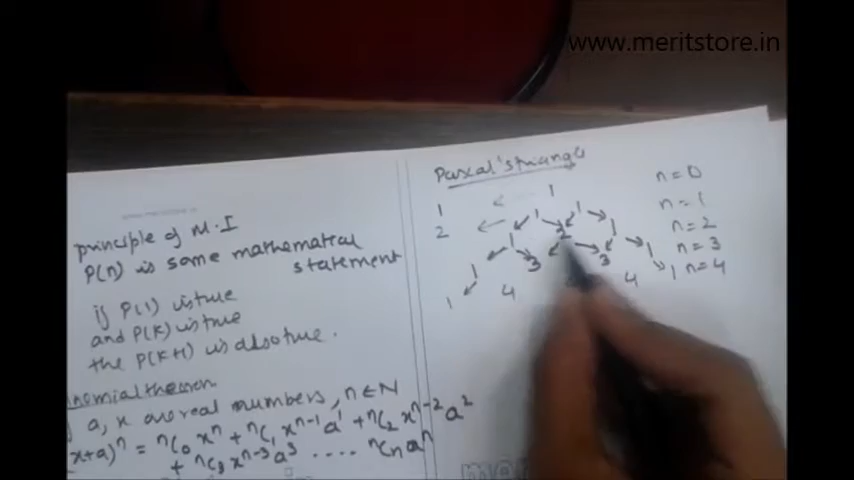 www.meritstore.in
principle of M.I
P(n) is some mathematical
statement
if P(1) is true
and P(K) is true
the P(K+1) is also true.
a, x are real numbers, n ∈ N
(x+a)ⁿ = ⁿC₀ xⁿ + ⁿC₁ xⁿ⁻¹ a¹ + ⁿC₂ xⁿ⁻² a²
+ ⁿC₃ xⁿ⁻³ a³ .... ⁿCₙ aⁿ
Pascal's triangle
1 1 n=0
2 1 1 n=1
1 2 1 n=2
1 3 3 1 n=3
1 4 4 1 n=4